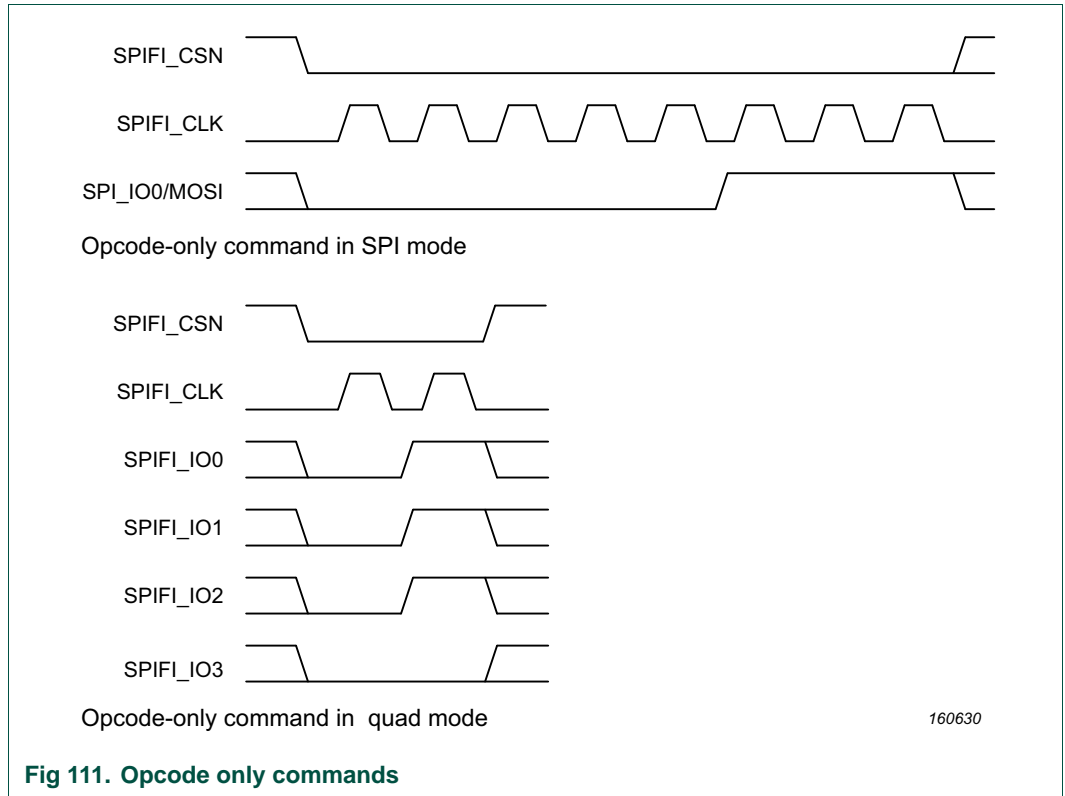 SPIFI_CSN
SPIFI_CLK
SPI_IO0/MOSI
Opcode-only command in SPI mode
SPIFI_CSN
SPIFI_CLK
SPIFI_IO0
SPIFI_IO1
SPIFI_IO2
SPIFI_IO3
Opcode-only command in quad mode
160630
Fig 111. Opcode only commands